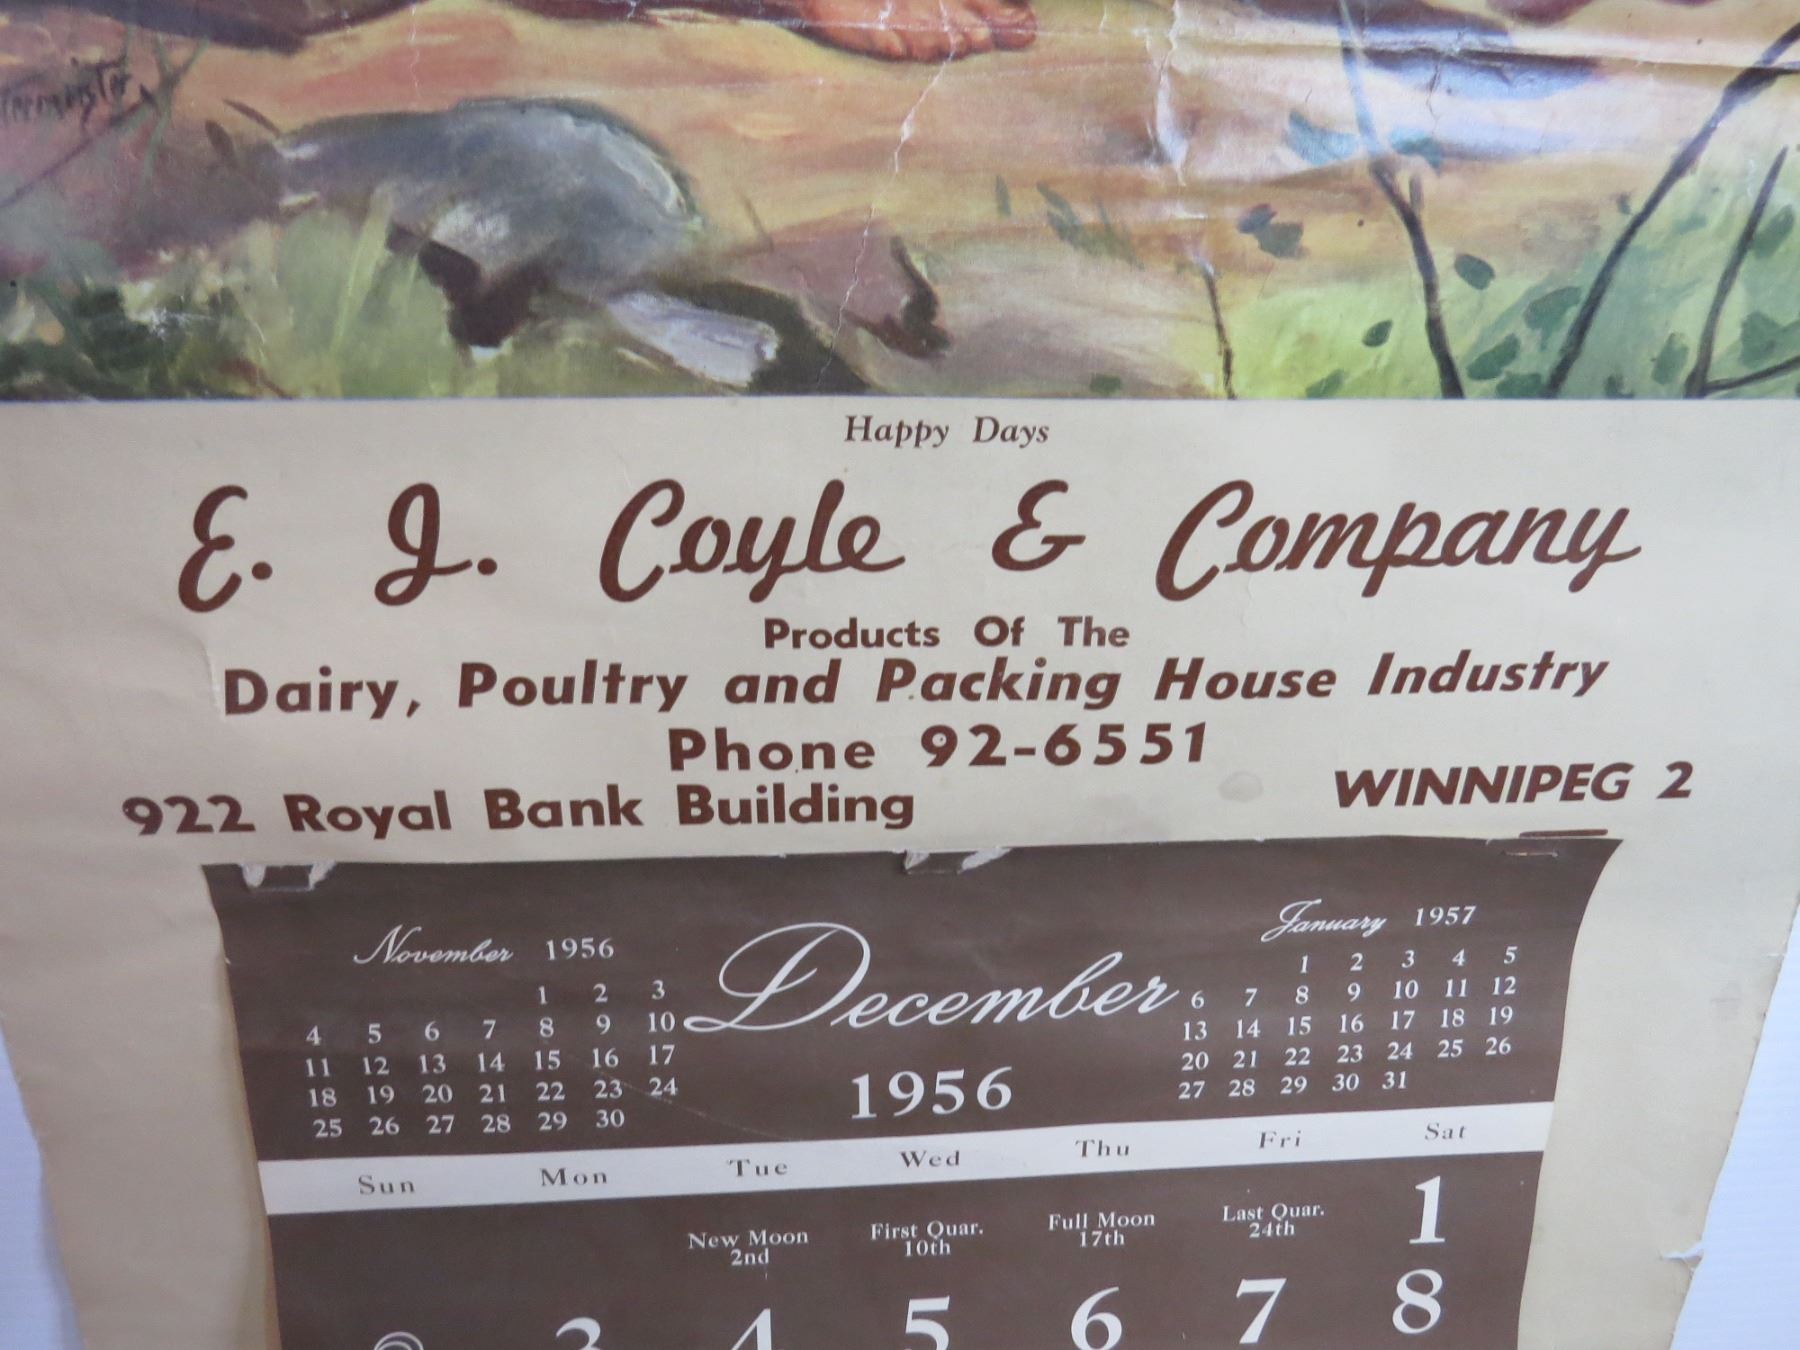 Happy Days
E. J. Coyle & Company
Products Of The
Dairy, Poultry and Packing House Industry
Phone 92-6551
922 Royal Bank Building WINNIPEG 2
November 1956
1 2 3
4 5 6 7 8 9 10
11 12 13 14 15 16 17
18 19 20 21 22 23 24
25 26 27 28 29 30
December
1956
January 1957
1 2 3 4 5
6 7 8 9 10 11 12
13 14 15 16 17 18 19
20 21 22 23 24 25 26
27 28 29 30 31
Sun Mon Tue Wed Thu Fri Sat
New Moon
2nd
First Quar.
10th
Full Moon
17th
Last Quar.
24th
1
2 3 4 5 6 7 8